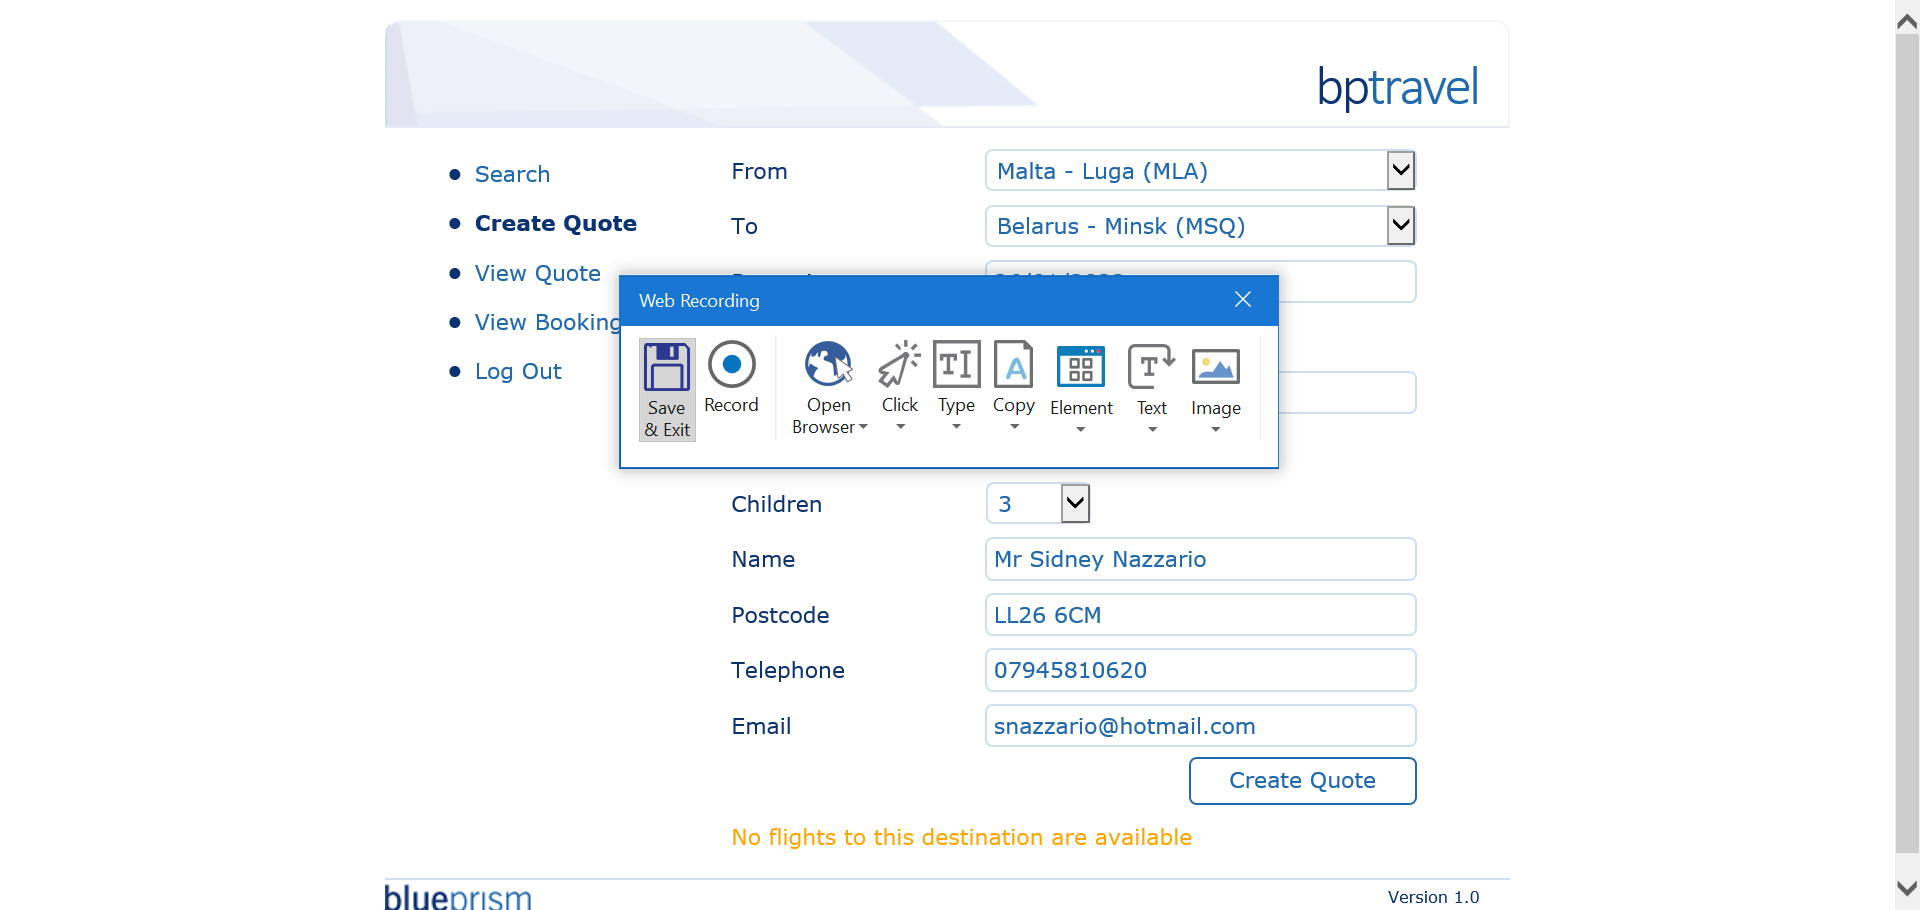 bptravel
Search
Create Quote
View Quote
View Booking
Log Out
From
Malta - Luga (MLA)
To
Belarus - Minsk (MSQ)
Web Recording
Save & Exit
Record
Open Browser
Click
Type
Copy
Element
Text
Image
Children
3
Name
Mr Sidney Nazzario
Postcode
LL26 6CM
Telephone
07945810620
Email
snazzario@hotmail.com
Create Quote
No flights to this destination are available
blueprism
Version 1.0